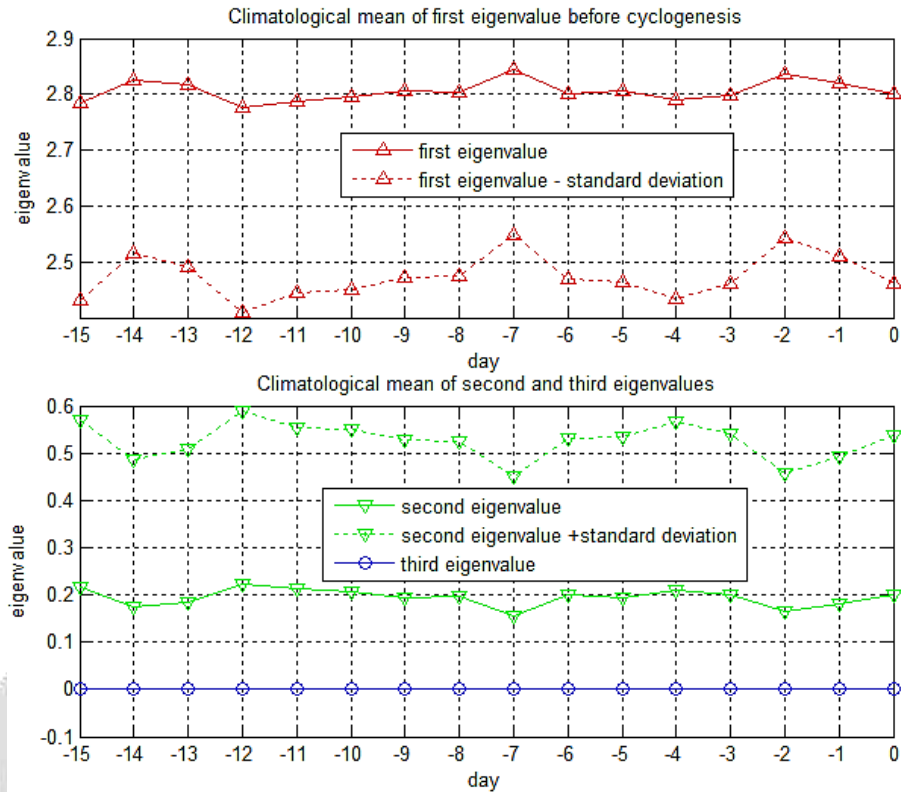 Climatological mean of first eigenvalue before cyclogenesis
2.9
2.8
2.7
2.6
2.5
eigenvalue
first eigenvalue
first eigenvalue - standard deviation
-15 -14 -13 -12 -11 -10 -9 -8 -7 -6 -5 -4 -3 -2 -1 0
day
Climatological mean of second and third eigenvalues
0.6
0.5
0.4
0.3
0.2
0.1
0
-0.1
eigenvalue
second eigenvalue
second eigenvalue +standard deviation
third eigenvalue
-15 -14 -13 -12 -11 -10 -9 -8 -7 -6 -5 -4 -3 -2 -1 0
day